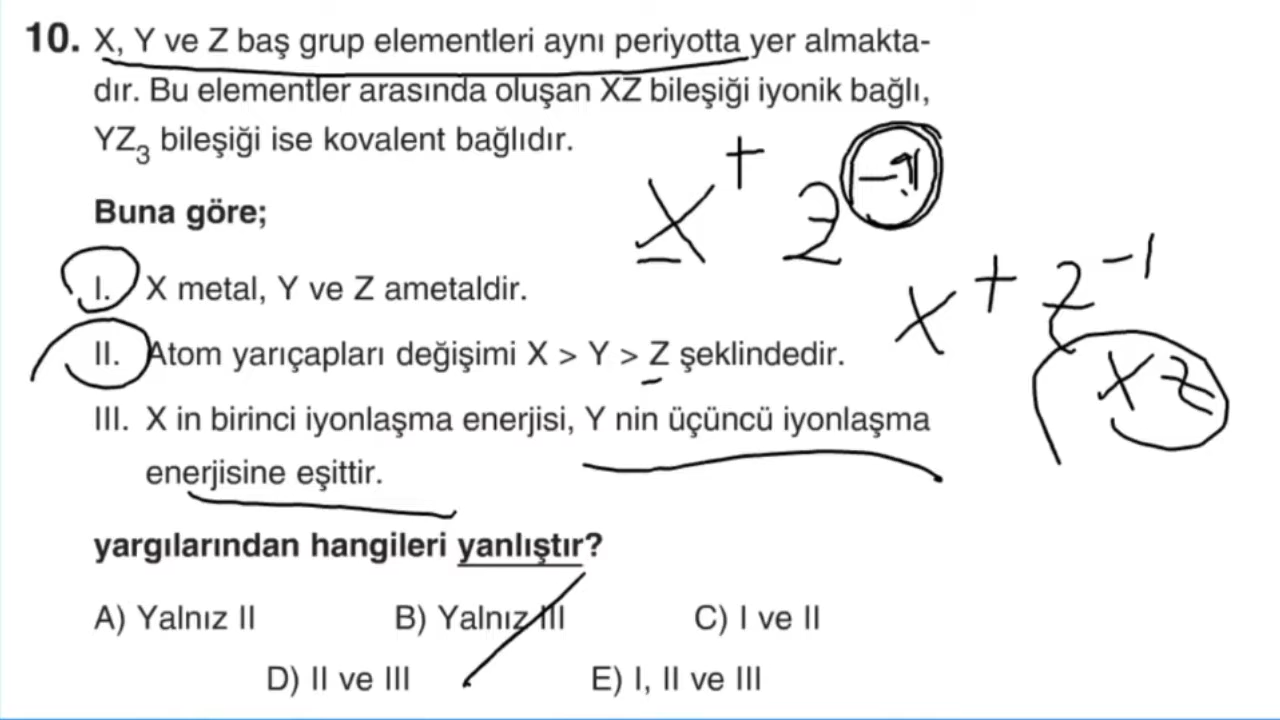 10. X, Y ve Z baş grup elementleri aynı periyotta yer almakta-
dır. Bu elementler arasında oluşan XZ bileşiği iyonik bağlı,
YZ₃ bileşiği ise kovalent bağlıdır.
x⁺ z⁻¹
Buna göre;
x⁺ z⁻¹
I. X metal, Y ve Z ametaldir.
II. Atom yarıçapları değişimi X > Y > Z şeklindedir.
xz
III. X in birinci iyonlaşma enerjisi, Y nin üçüncü iyonlaşma
enerjisine eşittir.
yargılarından hangileri yanlıştır?
A) Yalnız II B) Yalnız III C) I ve II
D) II ve III E) I, II ve III